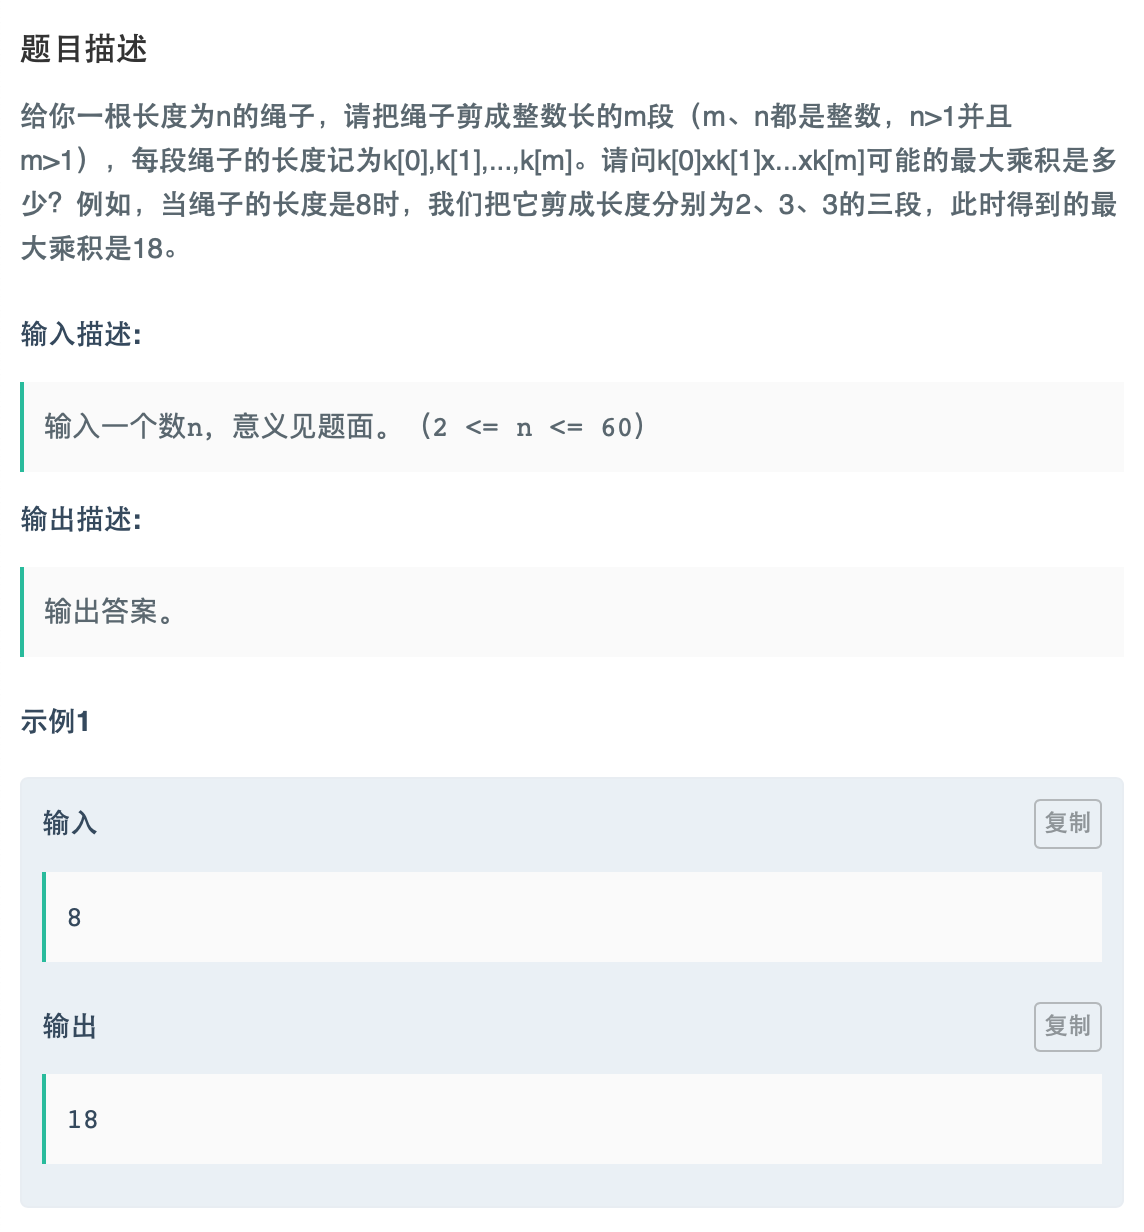 题目描述
给你一根长度为n的绳子，请把绳子剪成整数长的m段（m、n都是整数，n>1并且
m>1），每段绳子的长度记为k[0],k[1],...,k[m]。请问k[0]xk[1]x...xk[m]可能的最大乘积是多
少？例如，当绳子的长度是8时，我们把它剪成长度分别为2、3、3的三段，此时得到的最
大乘积是18。
输入描述:
输入一个数n，意义见题面。（2 <= n <= 60）
输出描述:
输出答案。
示例1
输入
复制
8
输出
复制
18